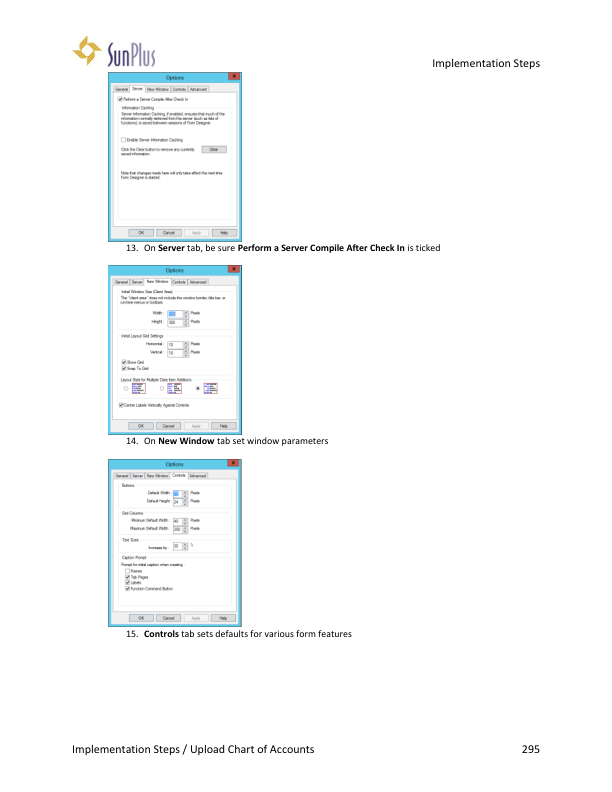 SunPlus
Implementation Steps
Options
General Server New Window Controls Advanced
Perform a Server Compile After Check In
Information Caching
Server Information Caching, if enabled, ensures that much of the
information normally retrieved from the server (such as lists of
functions), is saved between sessions of Form Designer.
Enable Server Information Caching
Click the Clear button to remove any currently Clear
saved information.
Note that changes made here will only take effect the next time
Form Designer is started
OK Cancel Apply Help
13. On Server tab, be sure Perform a Server Compile After Check In is ticked
Options
General Server New Window Controls Advanced
Initial Window Size (Client Area)
The "client area" does not include the window border, title bar, or
runtime menus or toolbars.
Width : Pixels
Height : 300 Pixels
Initial Layout Grid Settings
Horizontal : 10 Pixels
Vertical : 10 Pixels
Show Grid
Snap To Grid
Layout Style for Multiple Data Item Additions
Centre Labels Vertically Against Controls
OK Cancel Apply Help
14. On New Window tab set window parameters
Options
General Server New Window Controls Advanced
Buttons
Default Width : Pixels
Default Height : 24 Pixels
Grid Columns
Minimum Default Width : 40 Pixels
Maximum Default Width : 200 Pixels
Text Sizes
Increase by : %
Caption Prompt
Prompt for initial caption when creating :
Frames
Tab Pages
Labels
Function Command Button
OK Cancel Apply Help
15. Controls tab sets defaults for various form features
Implementation Steps / Upload Chart of Accounts 295